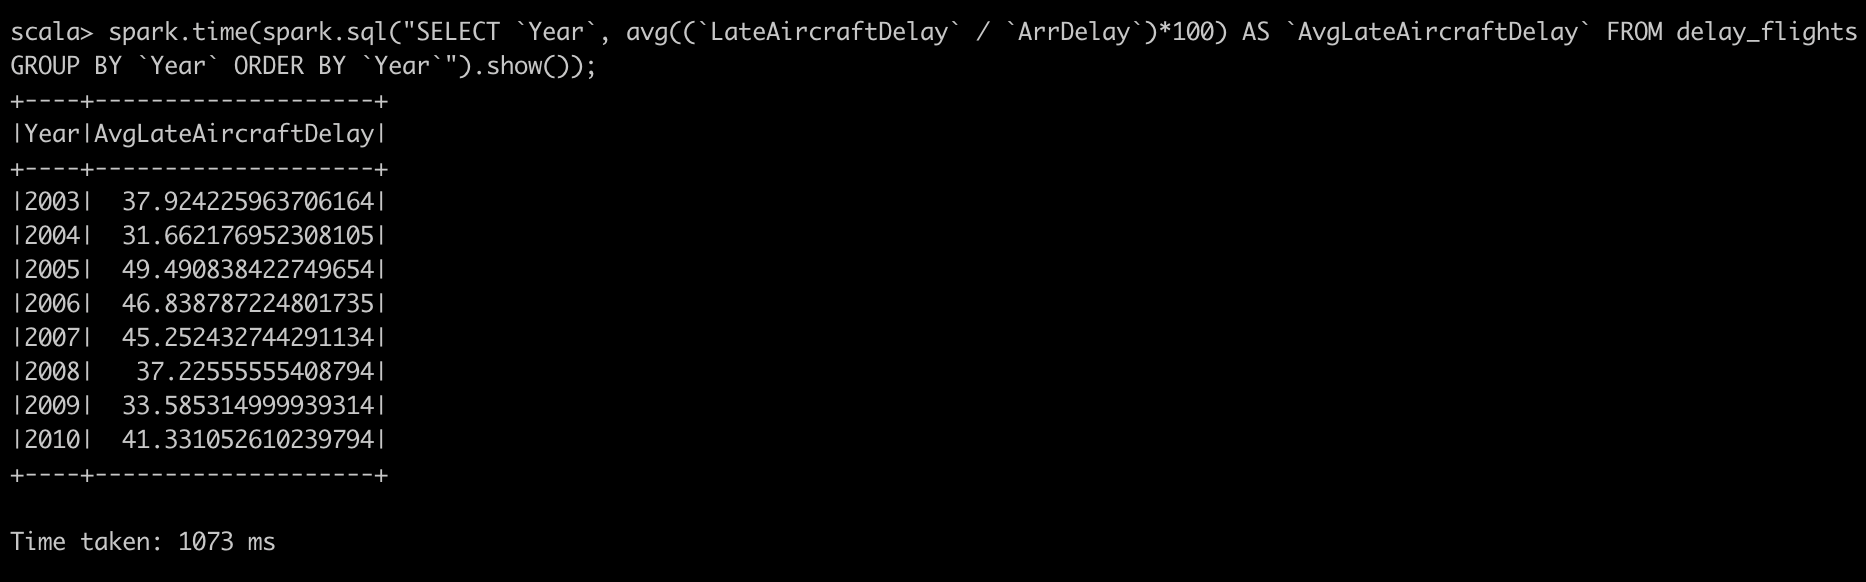 scala> spark.time(spark.sql("SELECT `Year`, avg((`LateAircraftDelay` / `ArrDelay`)*100) AS `AvgLateAircraftDelay` FROM delay_flights
GROUP BY `Year` ORDER BY `Year`").show());
+----+--------------------+
|Year|AvgLateAircraftDelay|
+----+--------------------+
|2003|  37.924225963706164|
|2004|  31.662176952308105|
|2005|  49.490838422749654|
|2006|  46.838787224801735|
|2007|  45.252432744291134|
|2008|   37.22555555408794|
|2009|  33.585314999939314|
|2010|  41.331052610239794|
+----+--------------------+
Time taken: 1073 ms